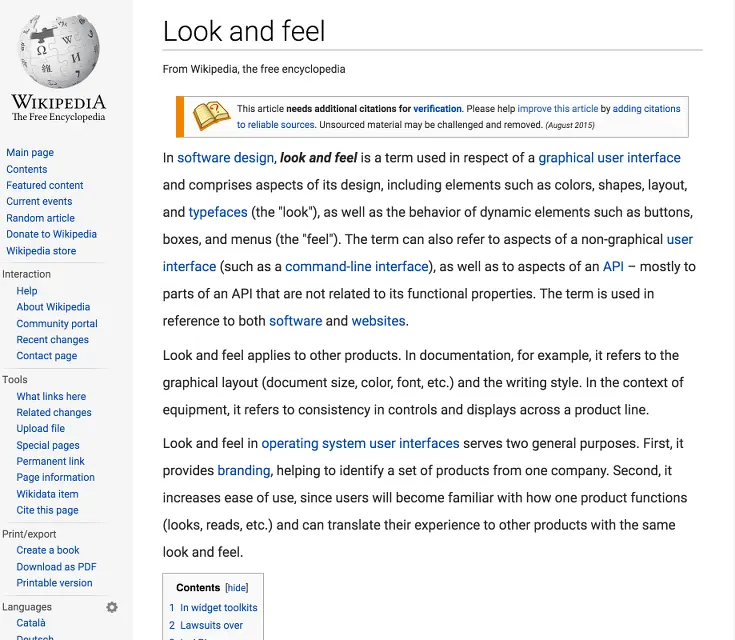 WIKIPEDIA
The Free Encyclopedia
Main page
Contents
Featured content
Current events
Random article
Donate to Wikipedia
Wikipedia store
Interaction
Help
About Wikipedia
Community portal
Recent changes
Contact page
Tools
What links here
Related changes
Upload file
Special pages
Permanent link
Page information
Wikidata item
Cite this page
Print/export
Create a book
Download as PDF
Printable version
Languages
Català
Deutsch
Look and feel
From Wikipedia, the free encyclopedia
This article needs additional citations for verification. Please help improve this article by adding citations
to reliable sources. Unsourced material may be challenged and removed. (August 2015)
In software design, look and feel is a term used in respect of a graphical user interface
and comprises aspects of its design, including elements such as colors, shapes, layout,
and typefaces (the "look"), as well as the behavior of dynamic elements such as buttons,
boxes, and menus (the "feel"). The term can also refer to aspects of a non-graphical user
interface (such as a command-line interface), as well as to aspects of an API – mostly to
parts of an API that are not related to its functional properties. The term is used in
reference to both software and websites.
Look and feel applies to other products. In documentation, for example, it refers to the
graphical layout (document size, color, font, etc.) and the writing style. In the context of
equipment, it refers to consistency in controls and displays across a product line.
Look and feel in operating system user interfaces serves two general purposes. First, it
provides branding, helping to identify a set of products from one company. Second, it
increases ease of use, since users will become familiar with how one product functions
(looks, reads, etc.) and can translate their experience to other products with the same
look and feel.
Contents [hide]
1 In widget toolkits
2 Lawsuits over